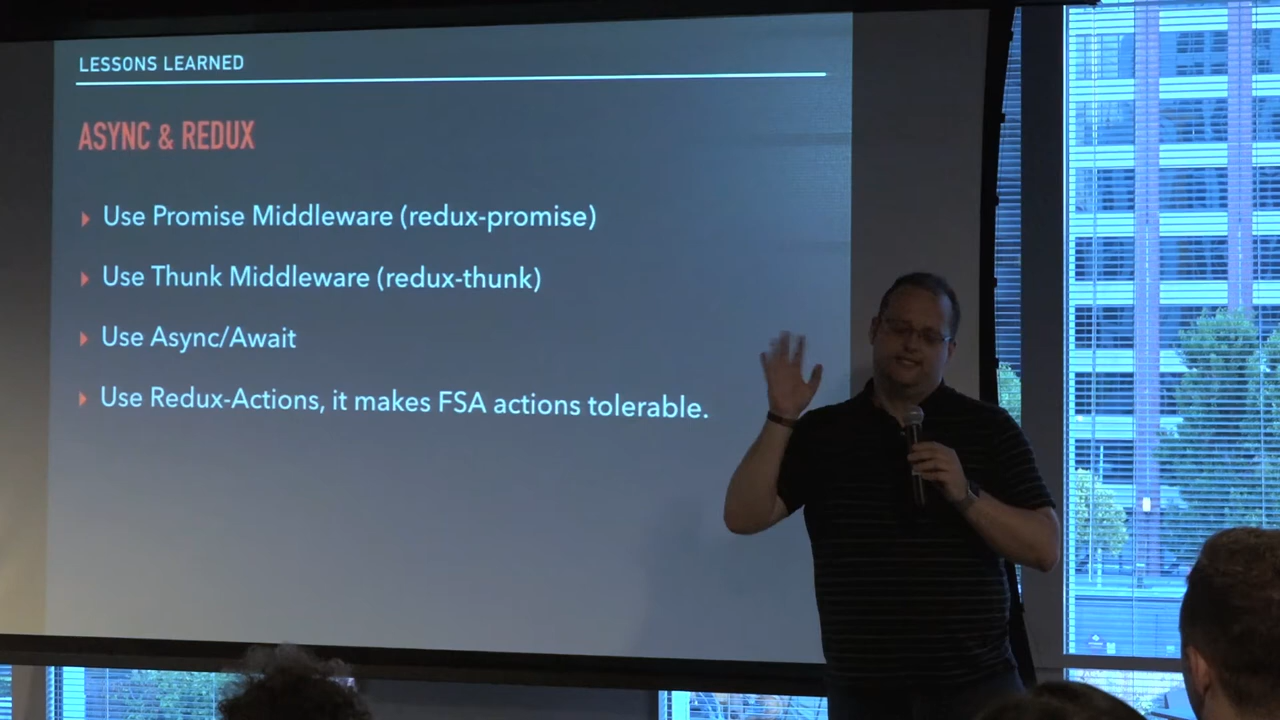 LESSONS LEARNED
ASYNC & REDUX
Use Promise Middleware (redux-promise)
Use Thunk Middleware (redux-thunk)
Use Async/Await
Use Redux-Actions, it makes FSA actions tolerable.